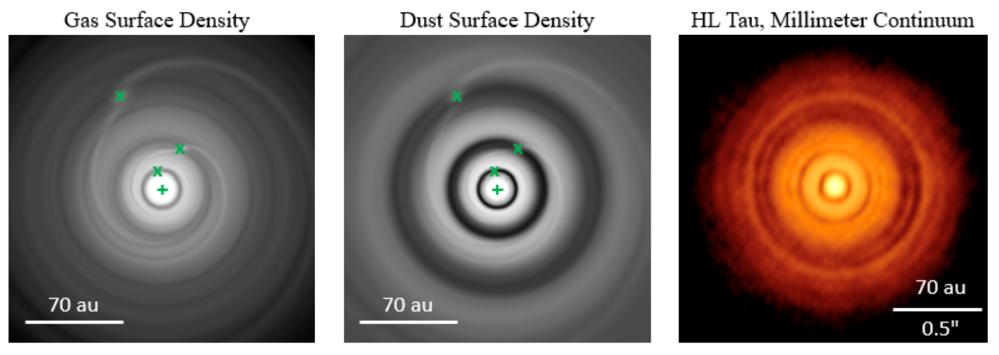 Gas Surface Density
Dust Surface Density
HL Tau, Millimeter Continuum
70 au
70 au
70 au
0.5"